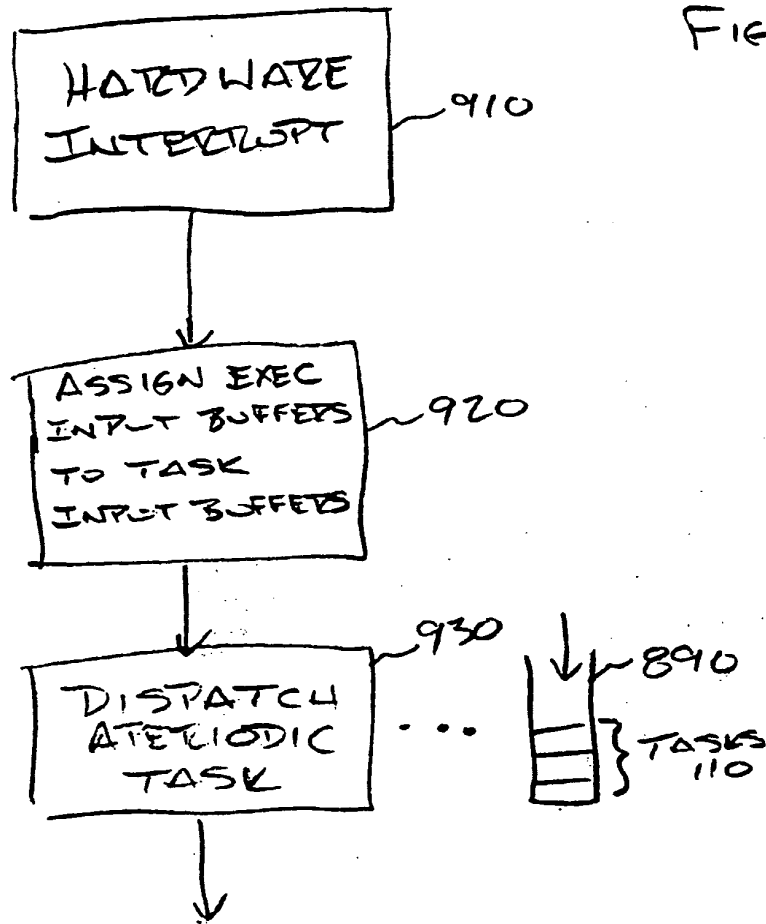 FIG
HARDWARE
INTERRUPT
910
ASSIGN EXEC
INPUT BUFFERS
TO TASK
INPUT BUFFERS
920
930
DISPATCH
APERIODIC
TASK
...
890
TASKS
110